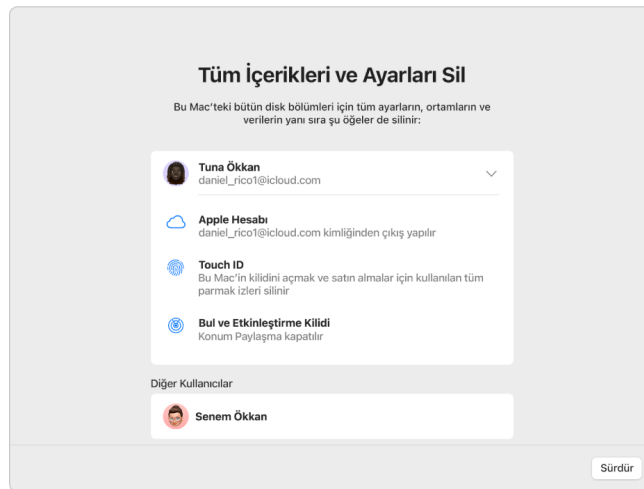 Tüm İçerikleri ve Ayarları Sil
Bu Mac'teki bütün disk bölümleri için tüm ayarların, ortamların ve
verilerin yanı sıra şu öğeler de silinir:
Tuna Ökkan
daniel_rico1@icloud.com
Apple Hesabı
daniel_rico1@icloud.com kimliğinden çıkış yapılır
Touch ID
Bu Mac'in kilidini açmak ve satın almalar için kullanılan tüm
parmak izleri silinir
Bul ve Etkinleştirme Kilidi
Konum Paylaşma kapatılır
Diğer Kullanıcılar
Senem Ökkan
Sürdür